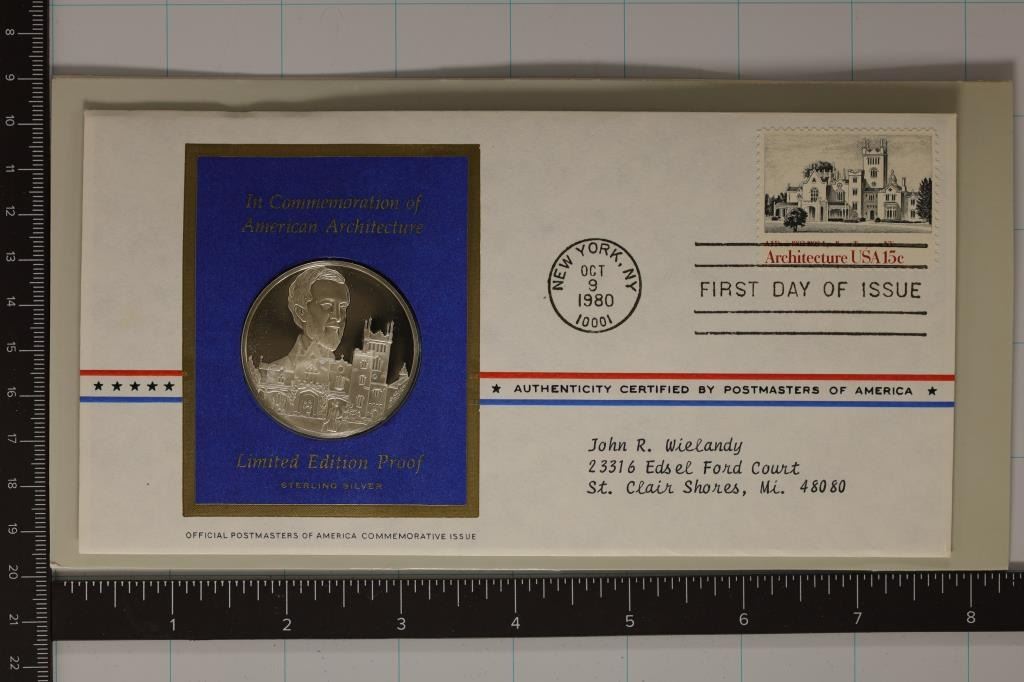 In Commemoration of
American Architecture
Limited Edition Proof
STERLING SILVER
OFFICIAL POSTMASTERS OF AMERICA COMMEMORATIVE ISSUE
NEW YORK, NY
OCT
9
1980
10001
Architecture USA 15c
FIRST DAY OF ISSUE
★ ★ ★ ★ ★
★ AUTHENTICITY CERTIFIED BY POSTMASTERS OF AMERICA ★
John R. Wielandy
23316 Edsel Ford Court
St. Clair Shores, Mi. 48080
8
9
10
11
12
13
14
15
16
17
18
19
20
21
22
1 2 3 4 5 6 7 8